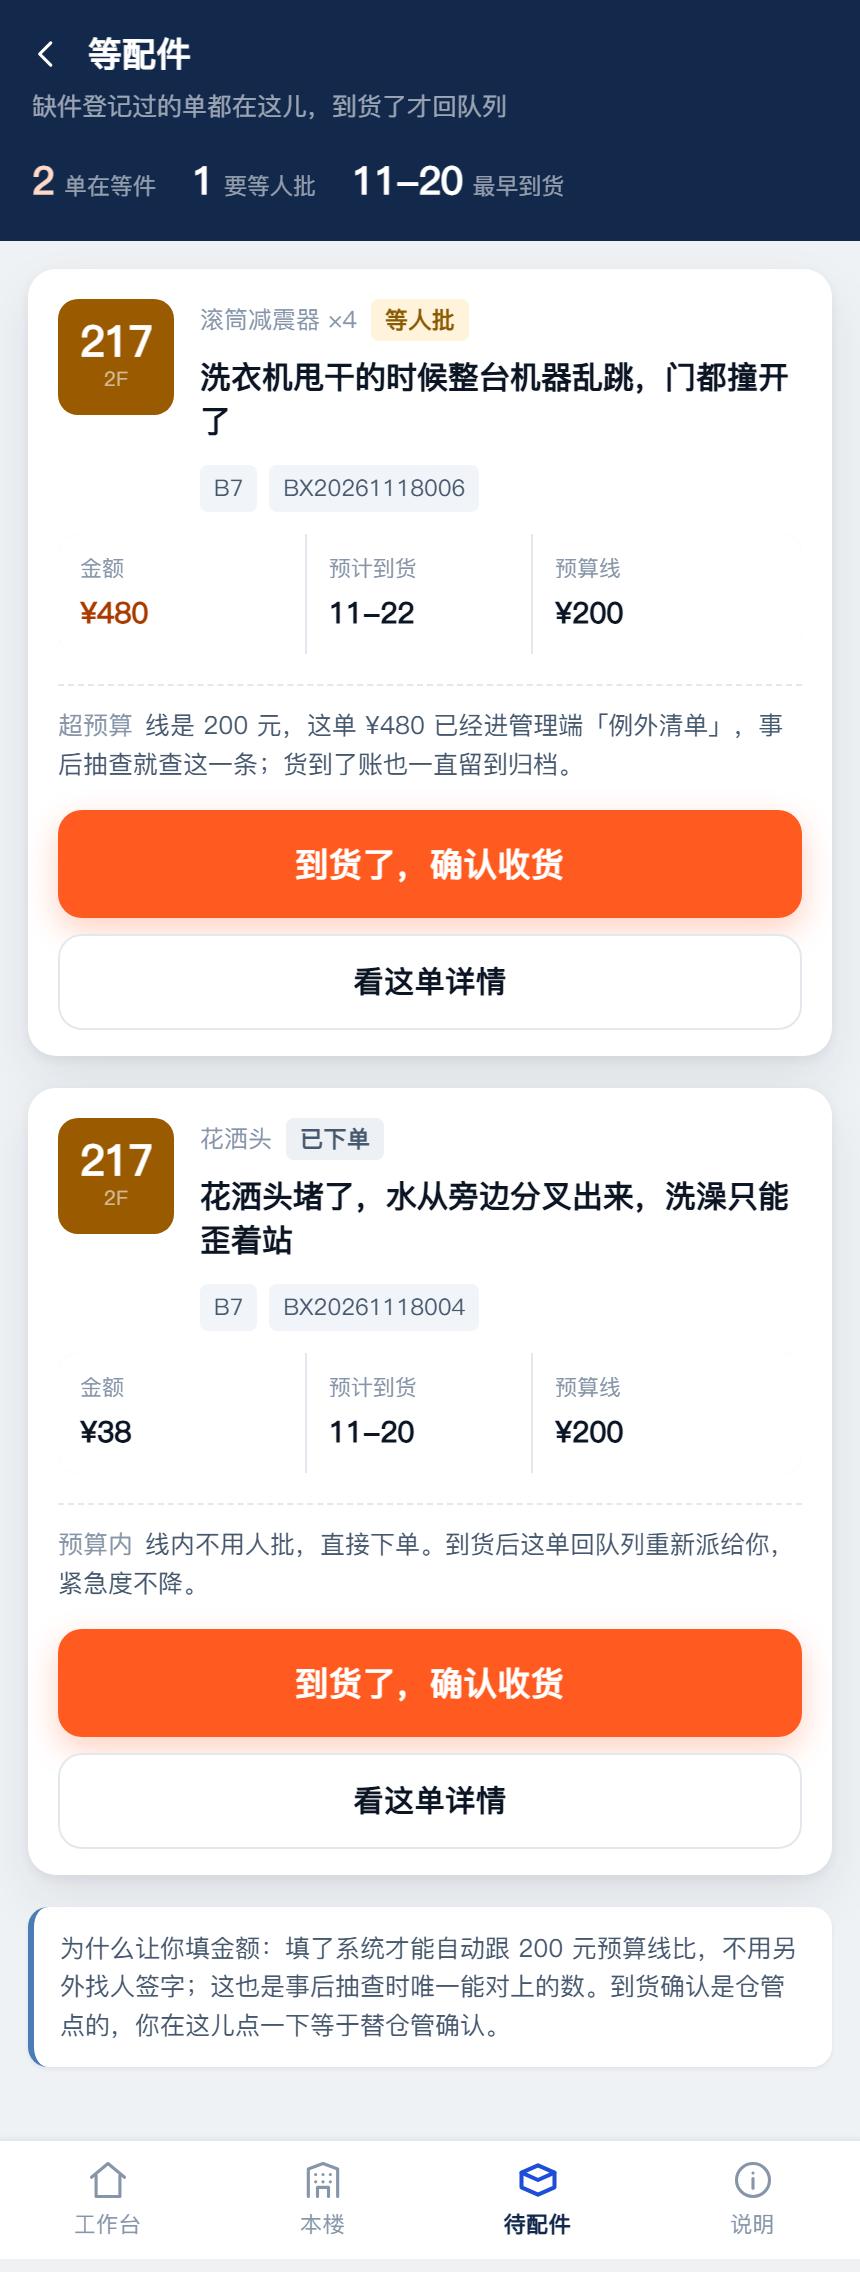 等配件
缺件登记过的单都在这儿，到货了才回队列
2 单在等件 1 要等人批 11-20 最早到货
217
2F
滚筒减震器 ×4 等人批
洗衣机甩干的时候整台机器乱跳，门都撞开
了
B7 BX20261118006
金额 预计到货 预算线
¥480 11-22 ¥200
超预算 线是 200 元，这单 ¥480 已经进管理端「例外清单」，事
后抽查就查这一条；货到了账也一直留到归档。
到货了，确认收货
看这单详情
217
2F
花洒头 已下单
花洒头堵了，水从旁边分叉出来，洗澡只能
歪着站
B7 BX20261118004
金额 预计到货 预算线
¥38 11-20 ¥200
预算内 线内不用人批，直接下单。到货后这单回队列重新派给你，
紧急度不降。
到货了，确认收货
看这单详情
为什么让你填金额：填了系统才能自动跟 200 元预算线比，不用另
外找人签字；这也是事后抽查时唯一能对上的数。到货确认是仓管
点的，你在这儿点一下等于替仓管确认。
工作台 本楼 待配件 说明